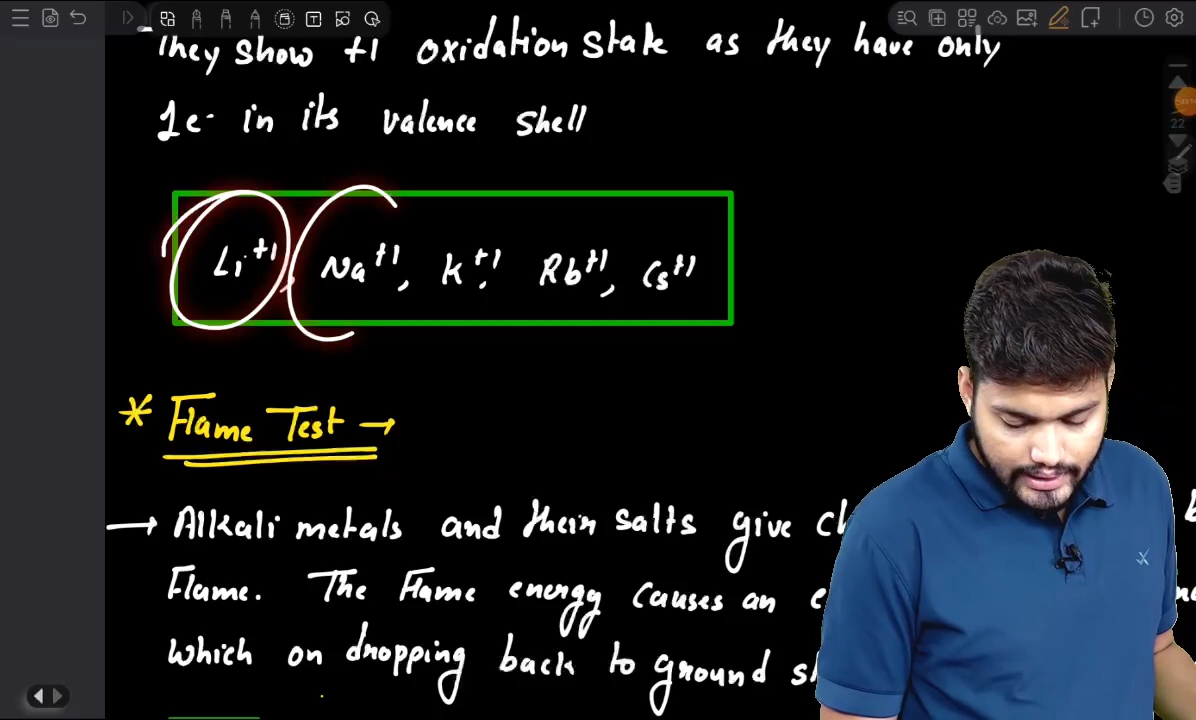 They show +1 oxidation state as they have only
1e- in its valence shell
Li+1, Na+1, K+1, Rb+1, Cs+1
* Flame Test →
→ Alkali metals and their salts give
Flame. The Flame energy causes an
which on dropping back to ground
22